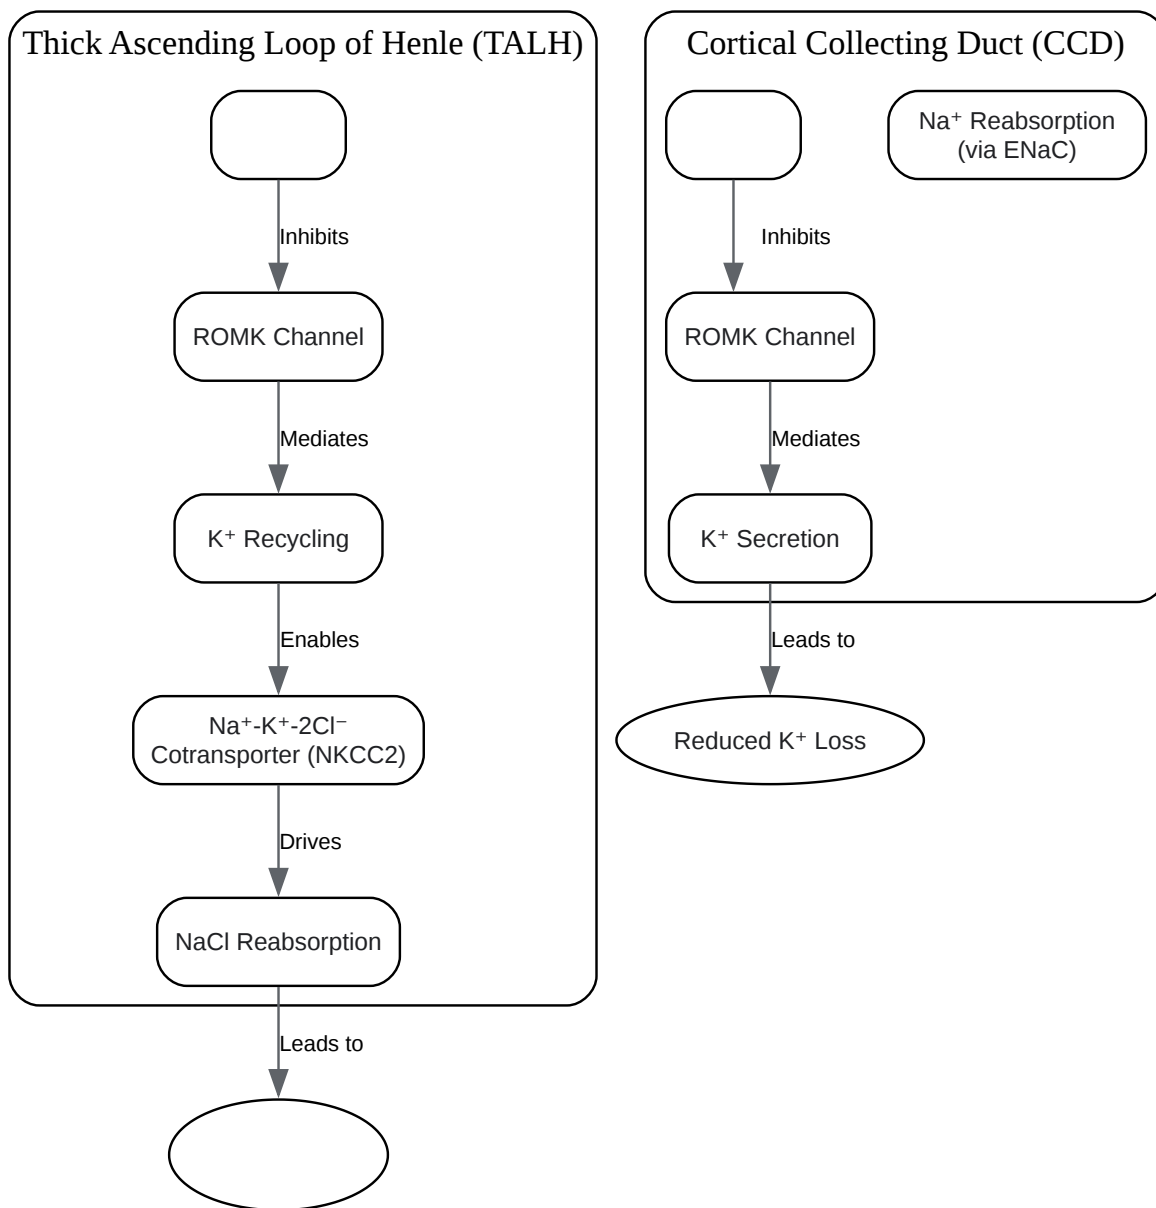 Thick Ascending Loop of Henle (TALH)
Inhibits
ROMK Channel
Mediates
K⁺ Recycling
Enables
Na⁺-K⁺-2Cl⁻
Cotransporter (NKCC2)
Drives
NaCl Reabsorption
Leads to
Cortical Collecting Duct (CCD)
Na⁺ Reabsorption
(via ENaC)
Inhibits
ROMK Channel
Mediates
K⁺ Secretion
Leads to
Reduced K⁺ Loss